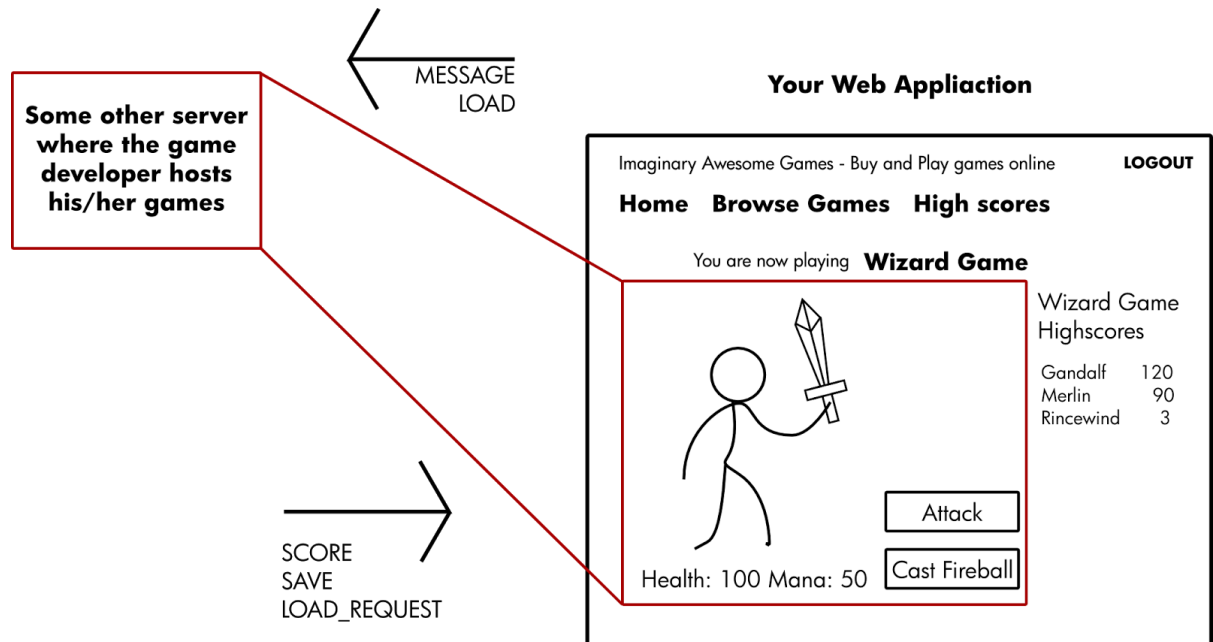 MESSAGE
LOAD
Your Web Appliaction
Some other server
where the game
developer hosts
his/her games
Imaginary Awesome Games - Buy and Play games online
LOGOUT
Home Browse Games High scores
You are now playing Wizard Game
Wizard Game
Highscores
Gandalf 120
Merlin 90
Rincewind 3
Attack
Cast Fireball
Health: 100 Mana: 50
SCORE
SAVE
LOAD_REQUEST